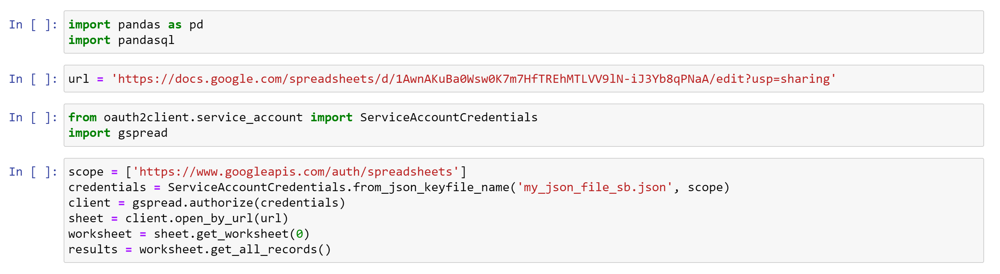 In [ ]: import pandas as pd
import pandasql
In [ ]: url = 'https://docs.google.com/spreadsheets/d/1AwnAKuBa0Wsw0K7m7HfTREhMTLVV9lN-iJ3Yb8qPNaA/edit?usp=sharing'
In [ ]: from oauth2client.service_account import ServiceAccountCredentials
import gspread
In [ ]: scope = ['https://www.googleapis.com/auth/spreadsheets']
credentials = ServiceAccountCredentials.from_json_keyfile_name('my_json_file_sb.json', scope)
client = gspread.authorize(credentials)
sheet = client.open_by_url(url)
worksheet = sheet.get_worksheet(0)
results = worksheet.get_all_records()